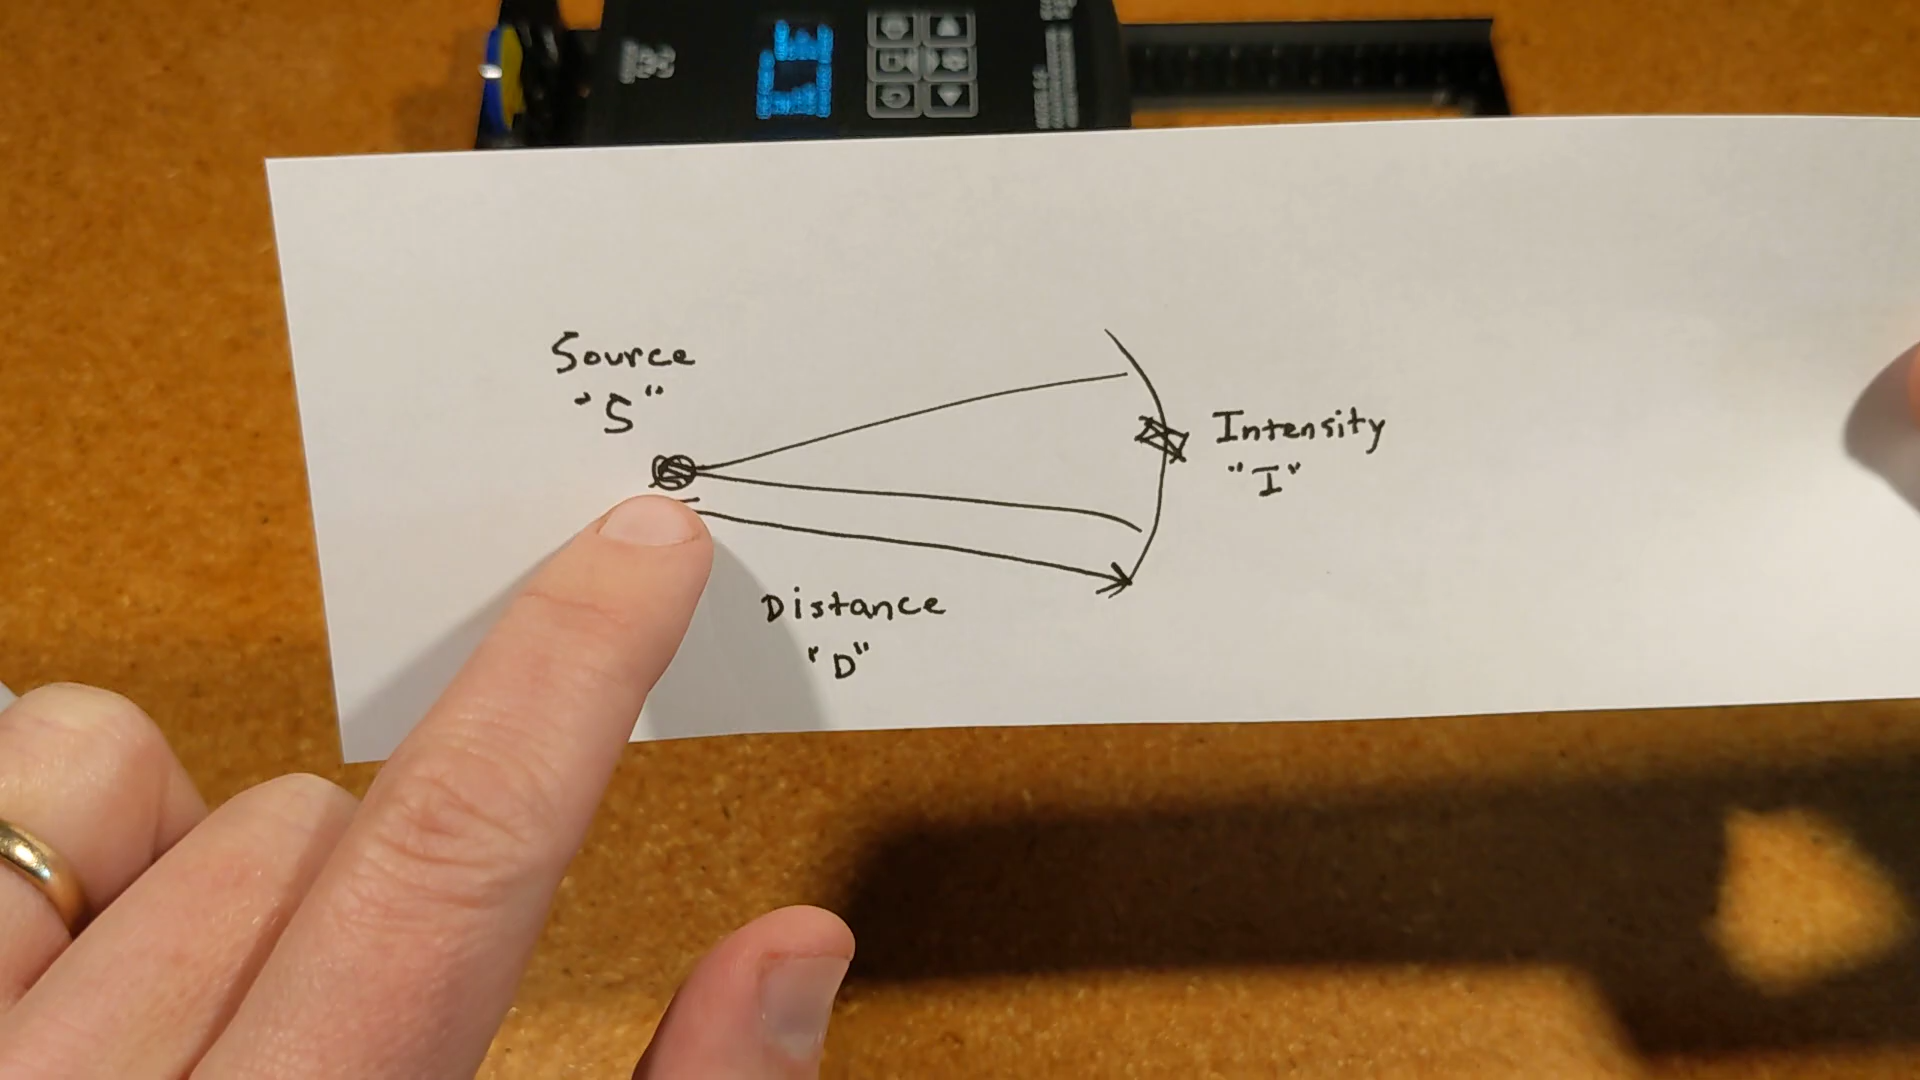 Source
"S"
Intensity
"I"
Distance
"D"